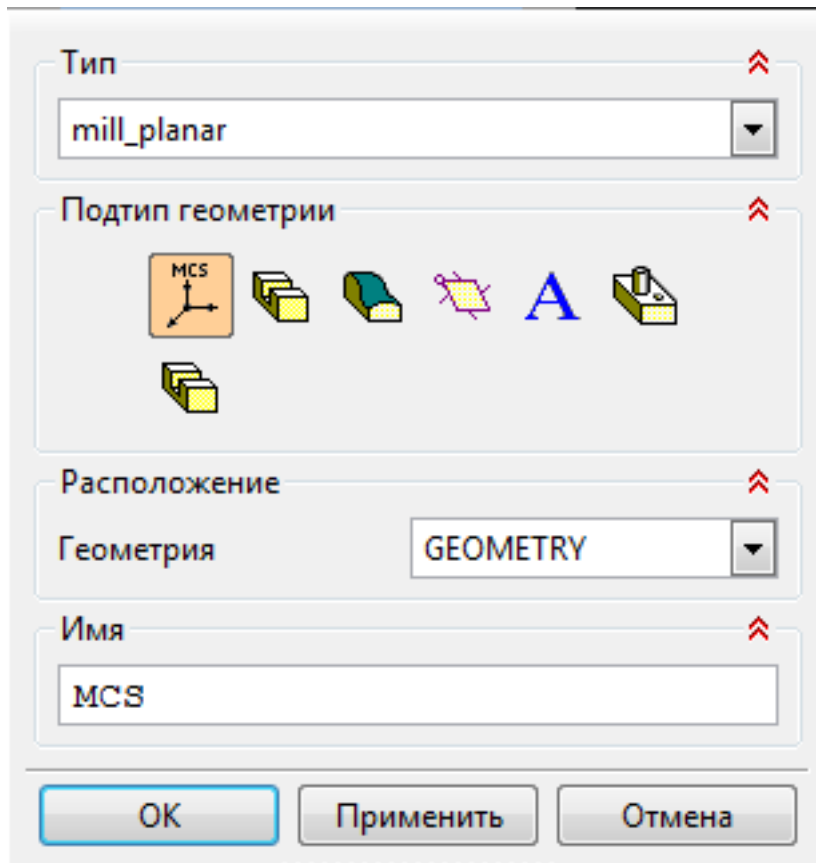 Тип
mill_planar
Подтип геометрии
MCS
A
Расположение
Геометрия GEOMETRY
Имя
MCS
OK Применить Отмена